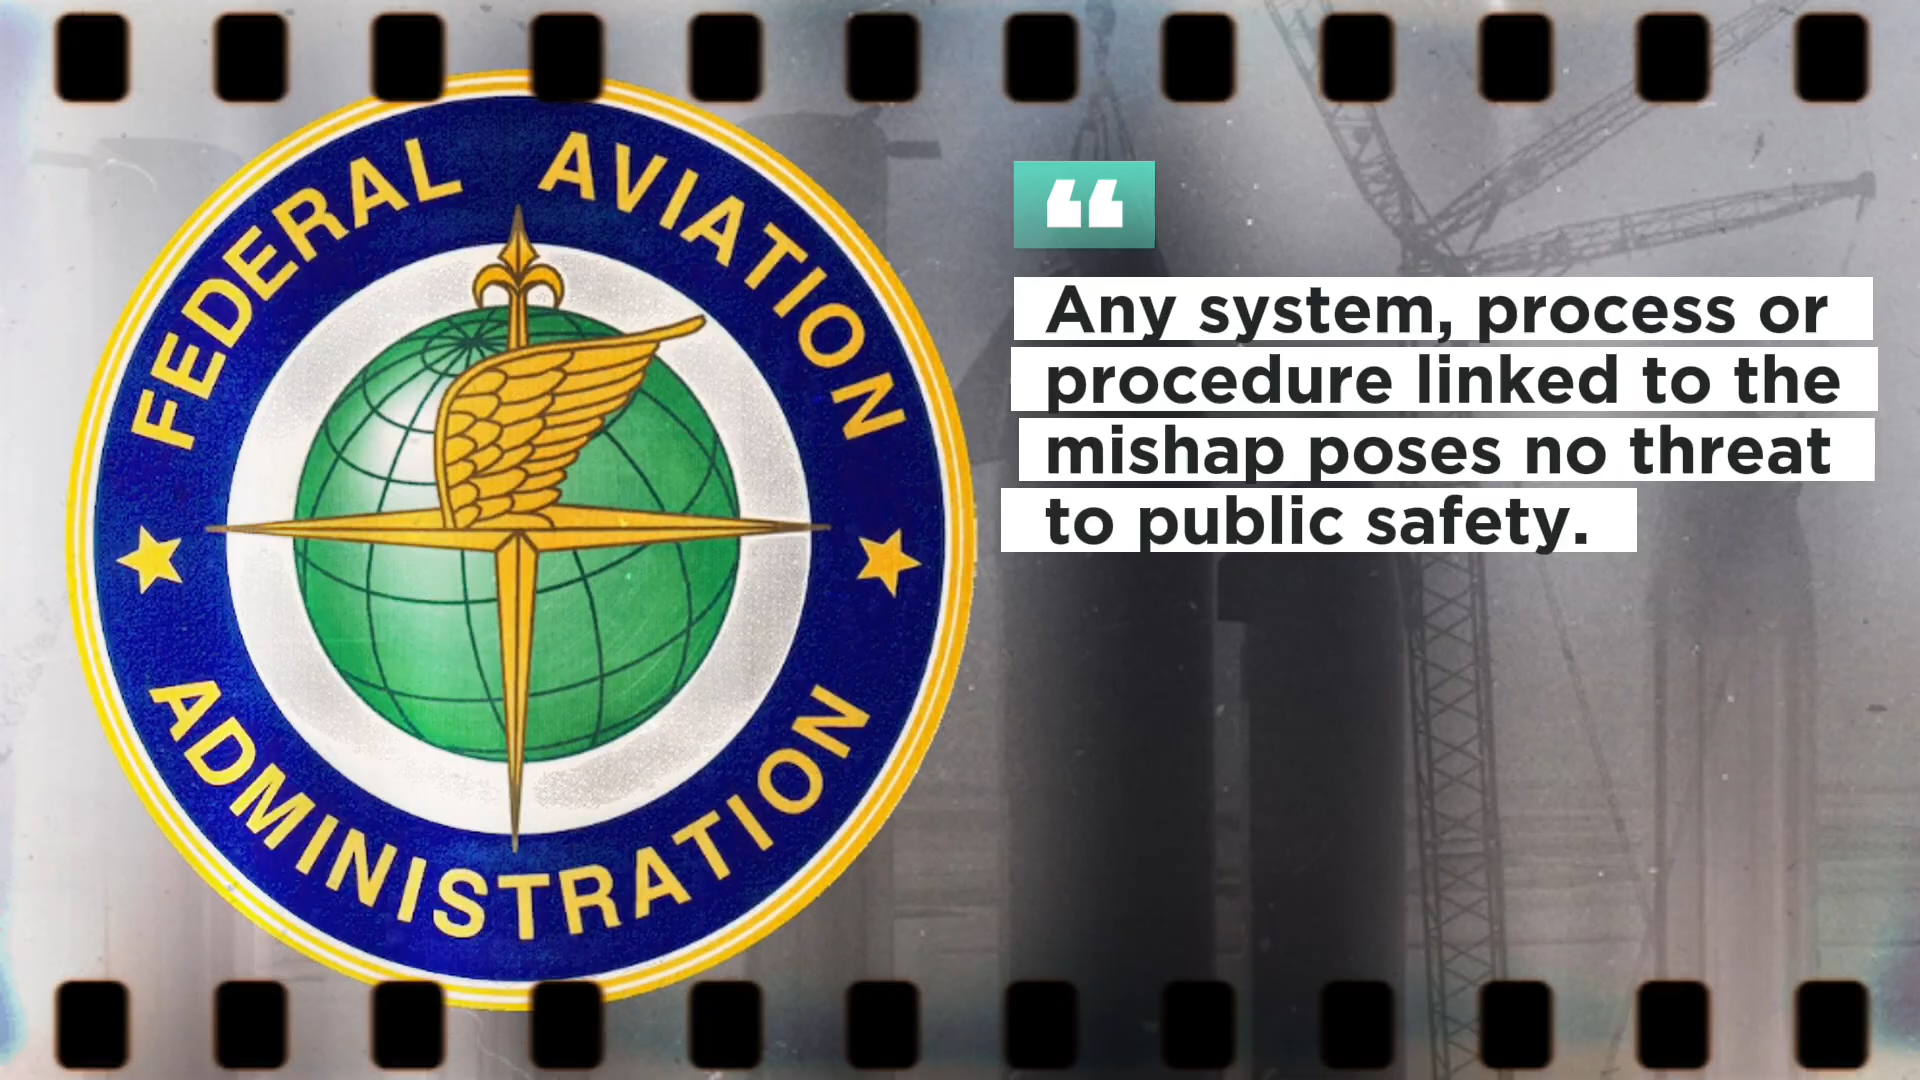 FEDERAL AVIATION
ADMINISTRATION
“
Any system, process or
procedure linked to the
mishap poses no threat
to public safety.